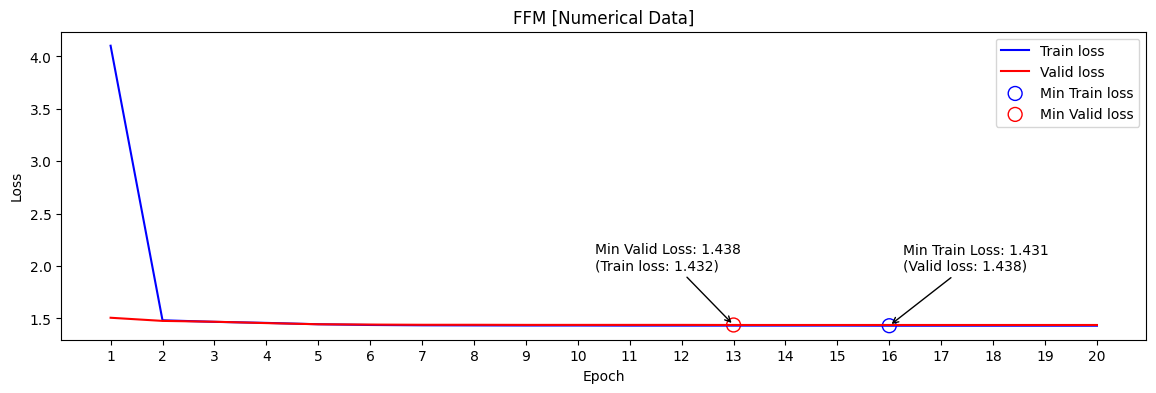 FFM [Numerical Data]
Train loss
Valid loss
Min Train loss
Min Valid loss
Loss
4.0
3.5
3.0
2.5
2.0
1.5
Min Valid Loss: 1.438
(Train loss: 1.432)
Min Train Loss: 1.431
(Valid loss: 1.438)
1 2 3 4 5 6 7 8 9 10 11 12 13 14 15 16 17 18 19 20
Epoch